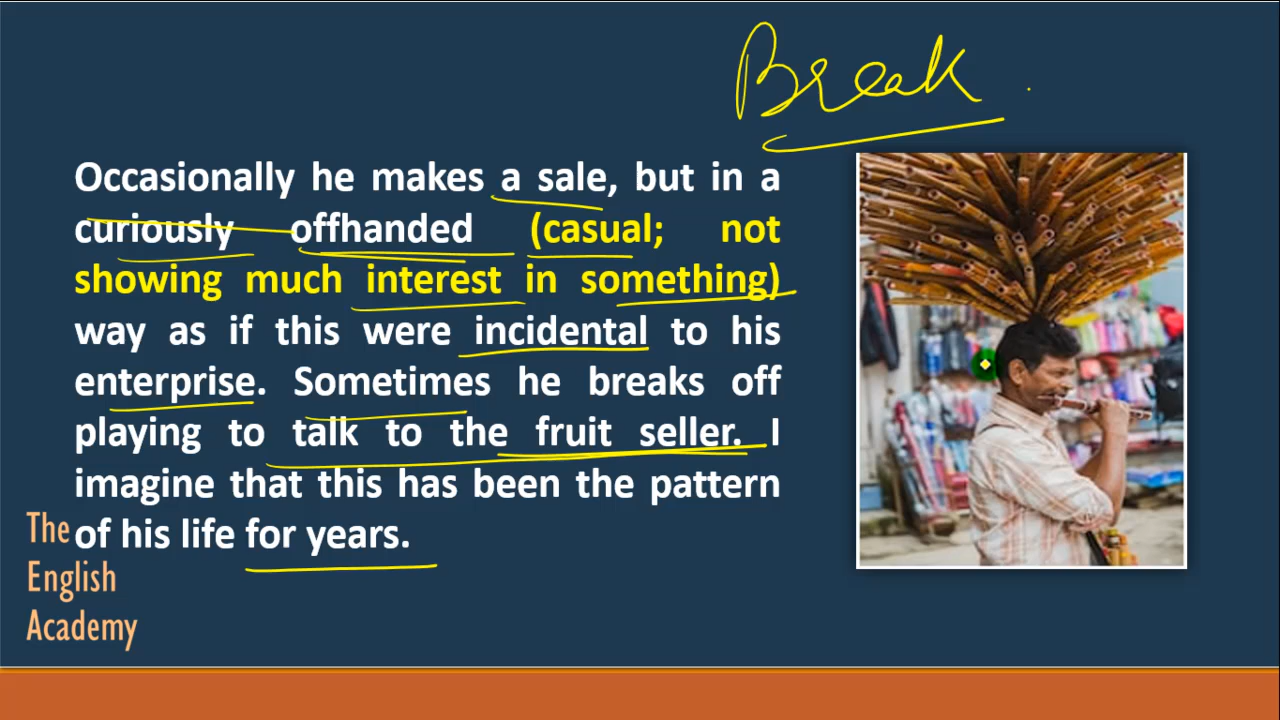 Break.
Occasionally he makes a sale, but in a
curiously offhanded (casual; not
showing much interest in something)
way as if this were incidental to his
enterprise. Sometimes he breaks off
playing to talk to the fruit seller. I
imagine that this has been the pattern
of his life for years.
The
English
Academy